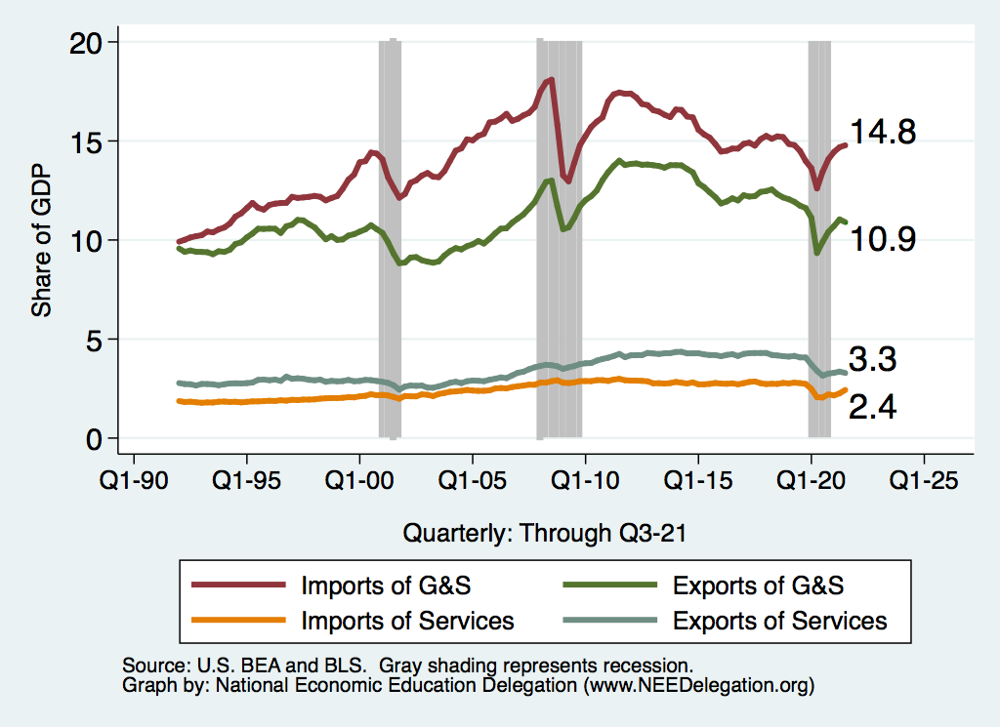 20
15
10
5
0
Share of GDP
14.8
10.9
3.3
2.4
Q1-90 Q1-95 Q1-00 Q1-05 Q1-10 Q1-15 Q1-20 Q1-25
Quarterly: Through Q3-21
Imports of G&S Exports of G&S
Imports of Services Exports of Services
Source: U.S. BEA and BLS. Gray shading represents recession.
Graph by: National Economic Education Delegation (www.NEEDelegation.org)